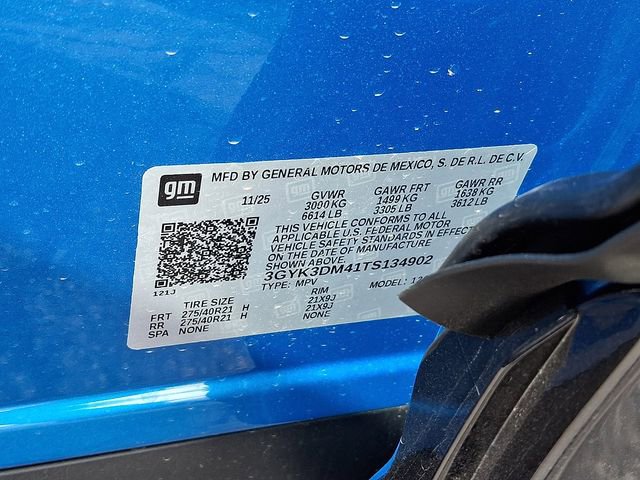 gm
MFD BY GENERAL MOTORS DE MEXICO, S. DE R.L. DE C.V.
11/25 GVWR GAWR FRT GAWR RR
3000 KG 1499 KG 1638 KG
6614 LB 3305 LB 3612 LB
THIS VEHICLE CONFORMS TO ALL
APPLICABLE U.S. FEDERAL MOTOR
VEHICLE SAFETY STANDARDS IN EFFECT
ON THE DATE OF MANUFACTURE
SHOWN ABOVE.
3GYK3DM41TS134902
TYPE: MPV MODEL:
121J
TIRE SIZE RIM
FRT 275/40R21 H 21X9J
RR 275/40R21 H 21X9J
SPA NONE NONE